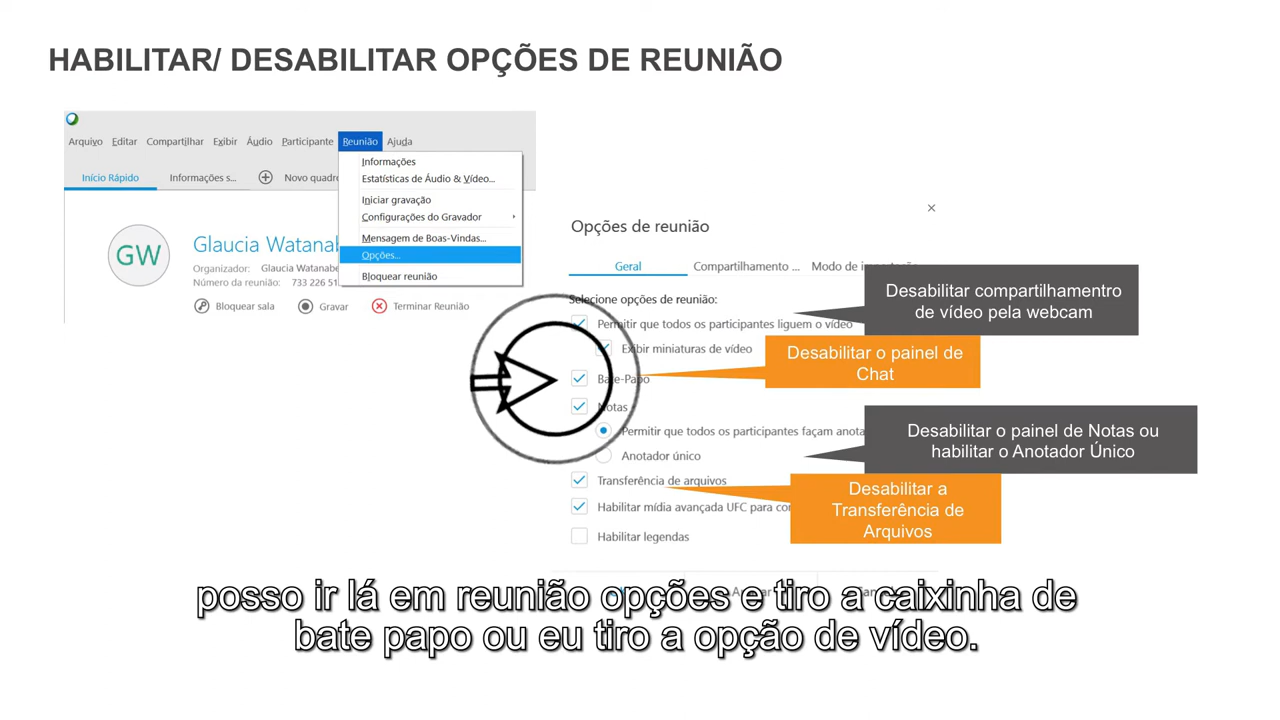 HABILITAR/ DESABILITAR OPÇÕES DE REUNIÃO
Arquivo Editar Compartilhar Exibir Áudio Participante Reunião Ajuda
Início Rápido Informações s... Novo quadro
Informações
Estatísticas de Áudio & Vídeo...
Iniciar gravação
Configurações do Gravador
Mensagem de Boas-Vindas...
Opções...
Bloquear reunião
GW
Glaucia Watanab
Organizador: Glaucia Watanabe
Número da reunião: 733 226 51
Bloquear sala Gravar Terminar Reunião
Opções de reunião
Geral Compartilhamento ... Modo de
Selecione opções de reunião:
Permitir que todos os participantes liguem o vídeo
Exibir miniaturas de vídeo
Bate-Papo
Notas
Permitir que todos os participantes façam anota
Anotador único
Transferência de arquivos
Habilitar mídia avançada UFC para
Habilitar legendas
Desabilitar compartilhamentro
de vídeo pela webcam
Desabilitar o painel de
Chat
Desabilitar o painel de Notas ou
habilitar o Anotador Único
Desabilitar a
Transferência de
Arquivos
posso ir lá em reunião opções e tiro a caixinha de
bate papo ou eu tiro a opção de vídeo.